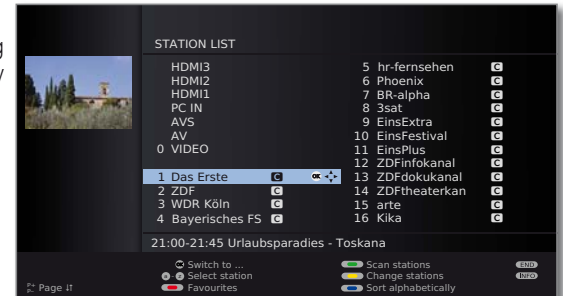 g
y
STATION LIST
HDMI3
HDMI2
HDMI1
PC IN
AVS
AV
0 VIDEO
1 Das Erste C OK
2 ZDF C
3 WDR Köln C
4 Bayerisches FS C
5 hr-fernsehen C
6 Phoenix C
7 BR-alpha C
8 3sat C
9 EinsExtra C
10 EinsFestival C
11 EinsPlus C
12 ZDFinfokanal C
13 ZDFdokukanal C
14 ZDFtheaterkan C
15 arte C
16 Kika C
21:00-21:45 Urlaubsparadies - Toskana
OK Switch to ...
Select station
Favourites
Scan stations
Change stations
Sort alphabetically
END
INFO
P+ P- Page